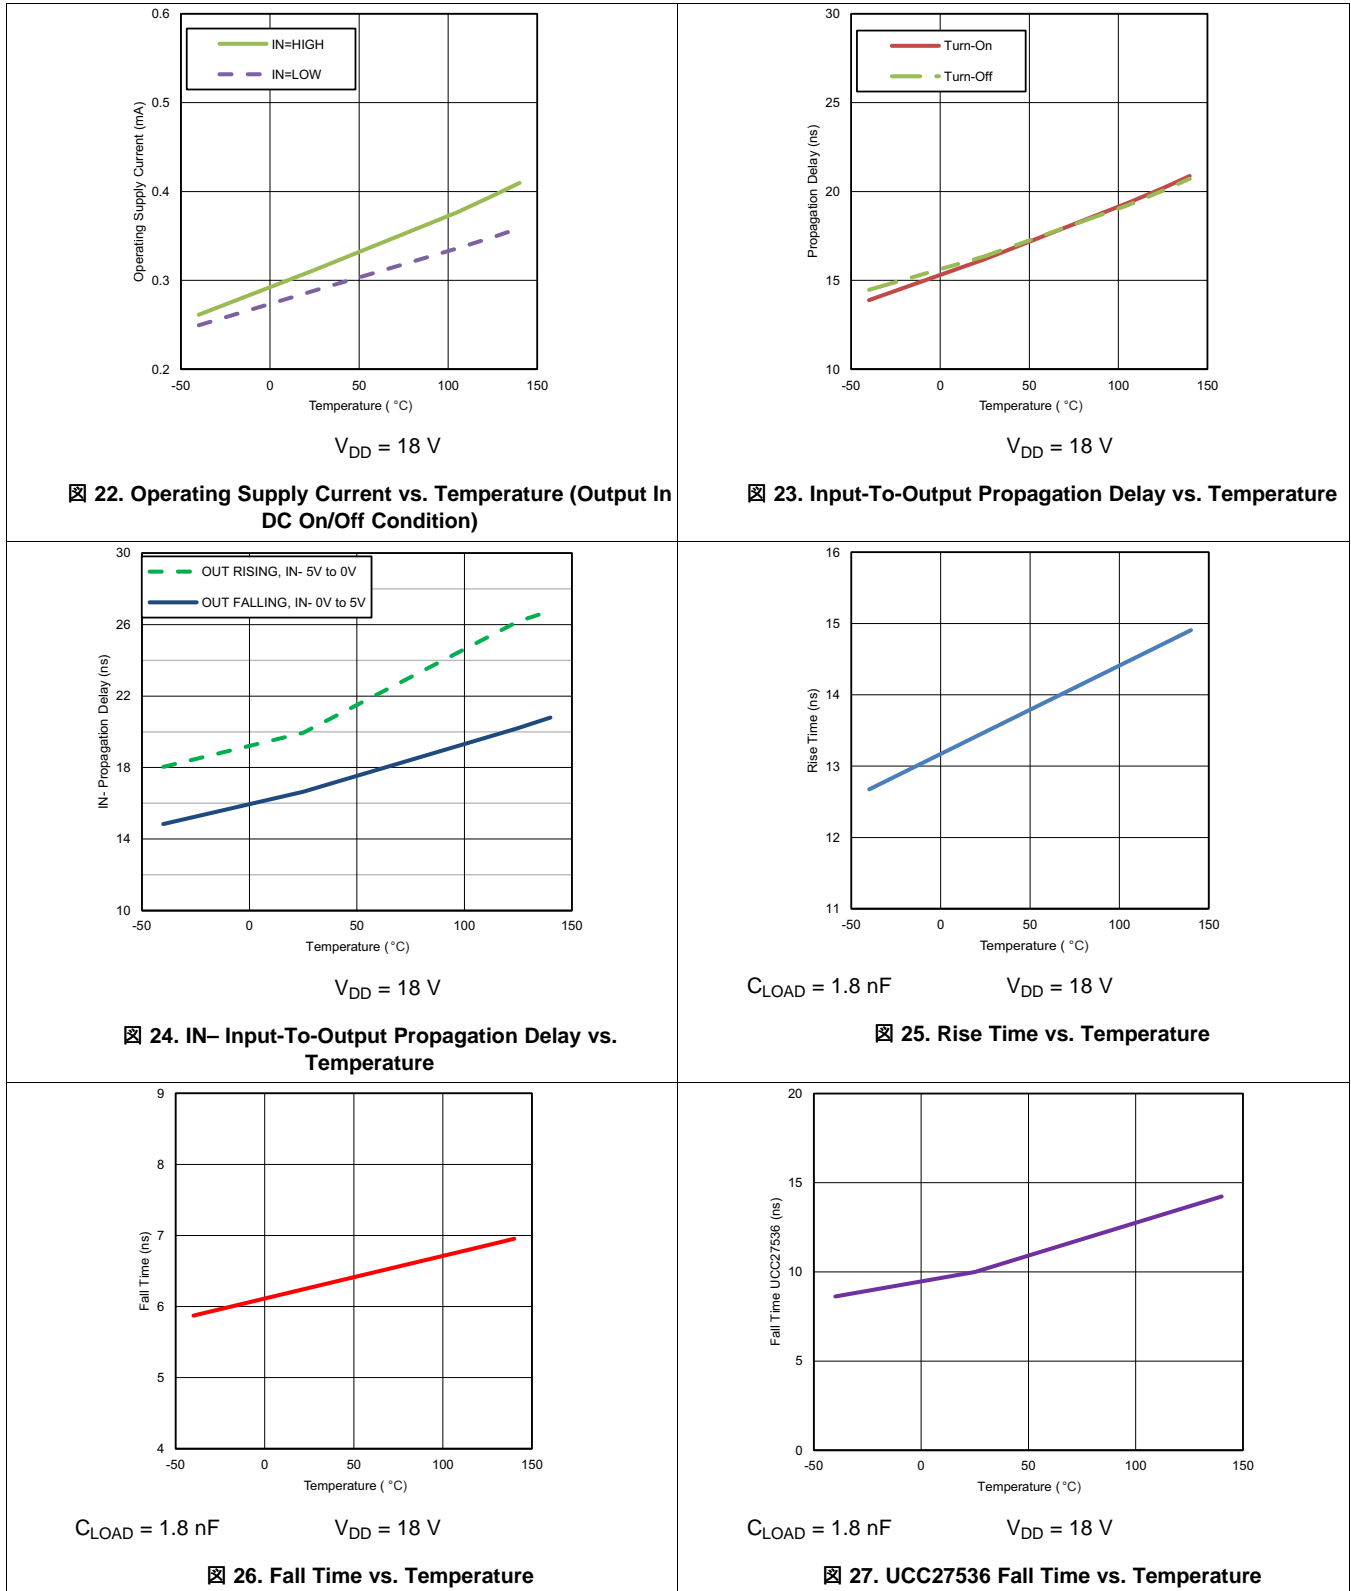 0.6
0.5
0.4
0.3
0.2
IN=HIGH
IN=LOW
Operating Supply Current (mA)
-50 0 50 100 150
Temperature ( °C)
V_DD = 18 V
図 22. Operating Supply Current vs. Temperature (Output In
DC On/Off Condition)
30
25
20
15
10
Turn-On
Turn-Off
Propagation Delay (ns)
-50 0 50 100 150
Temperature ( °C)
V_DD = 18 V
図 23. Input-To-Output Propagation Delay vs. Temperature
30
26
22
18
14
10
OUT RISING, IN- 5V to 0V
OUT FALLING, IN- 0V to 5V
IN- Propagation Delay (ns)
-50 0 50 100 150
Temperature ( °C)
V_DD = 18 V
図 24. IN– Input-To-Output Propagation Delay vs.
Temperature
16
15
14
13
12
11
Rise Time (ns)
-50 0 50 100 150
Temperature ( °C)
C_LOAD = 1.8 nF V_DD = 18 V
図 25. Rise Time vs. Temperature
9
8
7
6
5
4
Fall Time (ns)
-50 0 50 100 150
Temperature ( °C)
C_LOAD = 1.8 nF V_DD = 18 V
図 26. Fall Time vs. Temperature
20
15
10
5
0
Fall Time UCC27536 (ns)
-50 0 50 100 150
Temperature ( °C)
C_LOAD = 1.8 nF V_DD = 18 V
図 27. UCC27536 Fall Time vs. Temperature